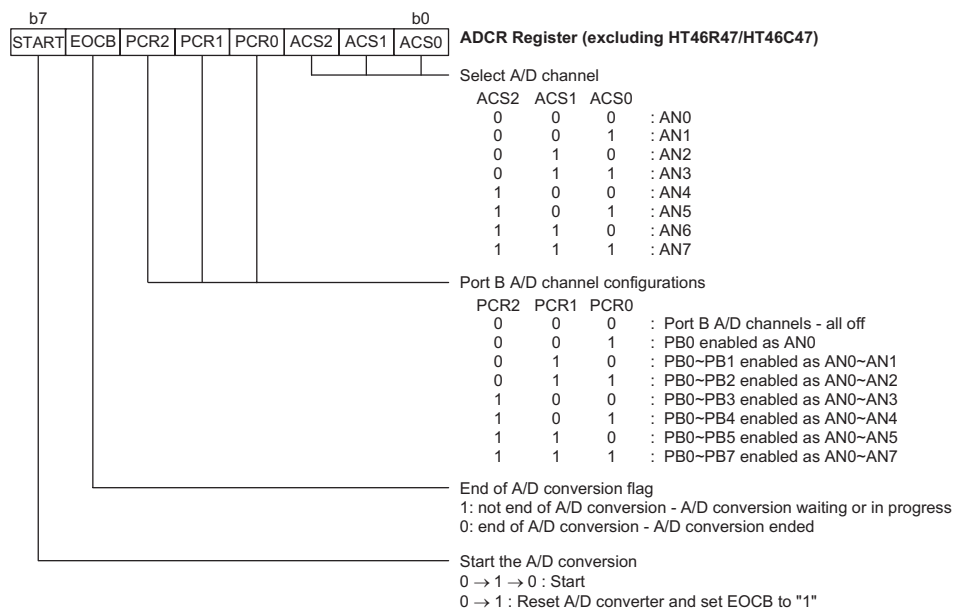 b7 b0
START EOCB PCR2 PCR1 PCR0 ACS2 ACS1 ACS0
ADCR Register (excluding HT46R47/HT46C47)
Select A/D channel
ACS2 ACS1 ACS0
0 0 0 : AN0
0 0 1 : AN1
0 1 0 : AN2
0 1 1 : AN3
1 0 0 : AN4
1 0 1 : AN5
1 1 0 : AN6
1 1 1 : AN7
Port B A/D channel configurations
PCR2 PCR1 PCR0
0 0 0 : Port B A/D channels - all off
0 0 1 : PB0 enabled as AN0
0 1 0 : PB0~PB1 enabled as AN0~AN1
0 1 1 : PB0~PB2 enabled as AN0~AN2
1 0 0 : PB0~PB3 enabled as AN0~AN3
1 0 1 : PB0~PB4 enabled as AN0~AN4
1 1 0 : PB0~PB5 enabled as AN0~AN5
1 1 1 : PB0~PB7 enabled as AN0~AN7
End of A/D conversion flag
1: not end of A/D conversion - A/D conversion waiting or in progress
0: end of A/D conversion - A/D conversion ended
Start the A/D conversion
0 → 1 → 0 : Start
0 → 1 : Reset A/D converter and set EOCB to "1"